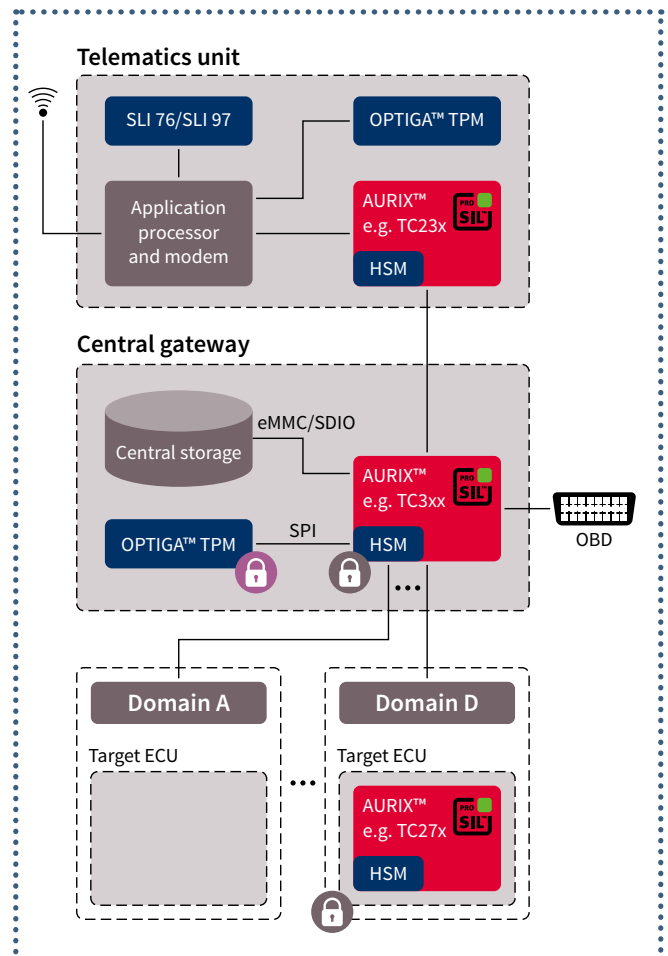 Telematics unit
SLI 76/SLI 97
OPTIGA™ TPM
Application
processor
and modem
AURIX™
e.g. TC23x
PRO
SIL™
HSM
Central gateway
Central storage
eMMC/SDIO
AURIX™
e.g. TC3xx
PRO
SIL™
OPTIGA™ TPM
SPI
HSM
OBD
...
Domain A
Domain D
Target ECU
...
Target ECU
AURIX™
e.g. TC27x
PRO
SIL™
HSM